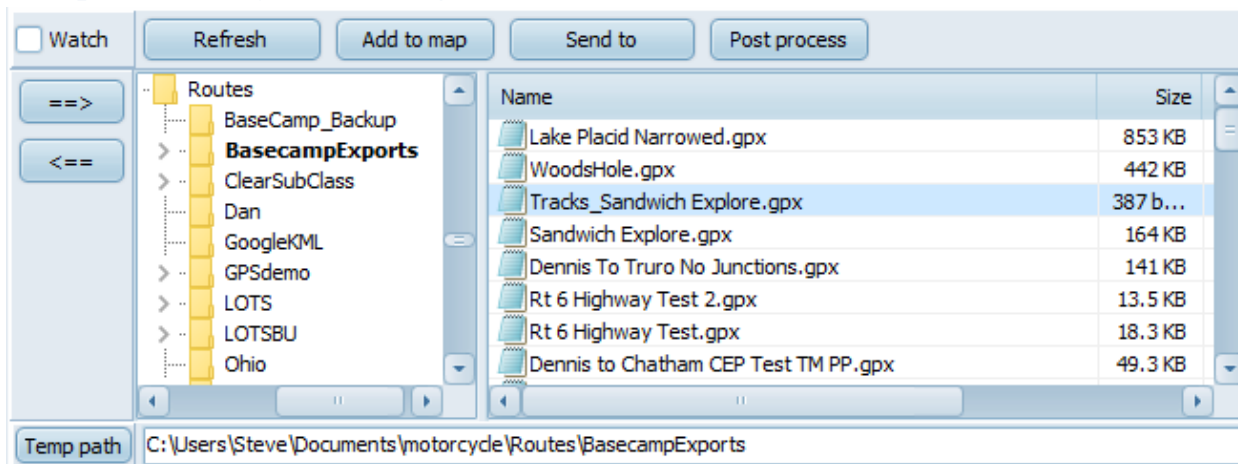 Watch Refresh Add to map Send to Post process
==>
<==
Routes
BaseCamp_Backup
BasecampExports
ClearSubClass
Dan
GoogleKML
GPSdemo
LOTS
LOTSBU
Ohio
Name Size
Lake Placid Narrowed.gpx 853 KB
WoodsHole.gpx 442 KB
Tracks_Sandwich Explore.gpx 387 b...
Sandwich Explore.gpx 164 KB
Dennis To Truro No Junctions.gpx 141 KB
Rt 6 Highway Test 2.gpx 13.5 KB
Rt 6 Highway Test.gpx 18.3 KB
Dennis to Chatham CEP Test TM PP.gpx 49.3 KB
Temp path C:\Users\Steve\Documents\motorcycle\Routes\BasecampExports